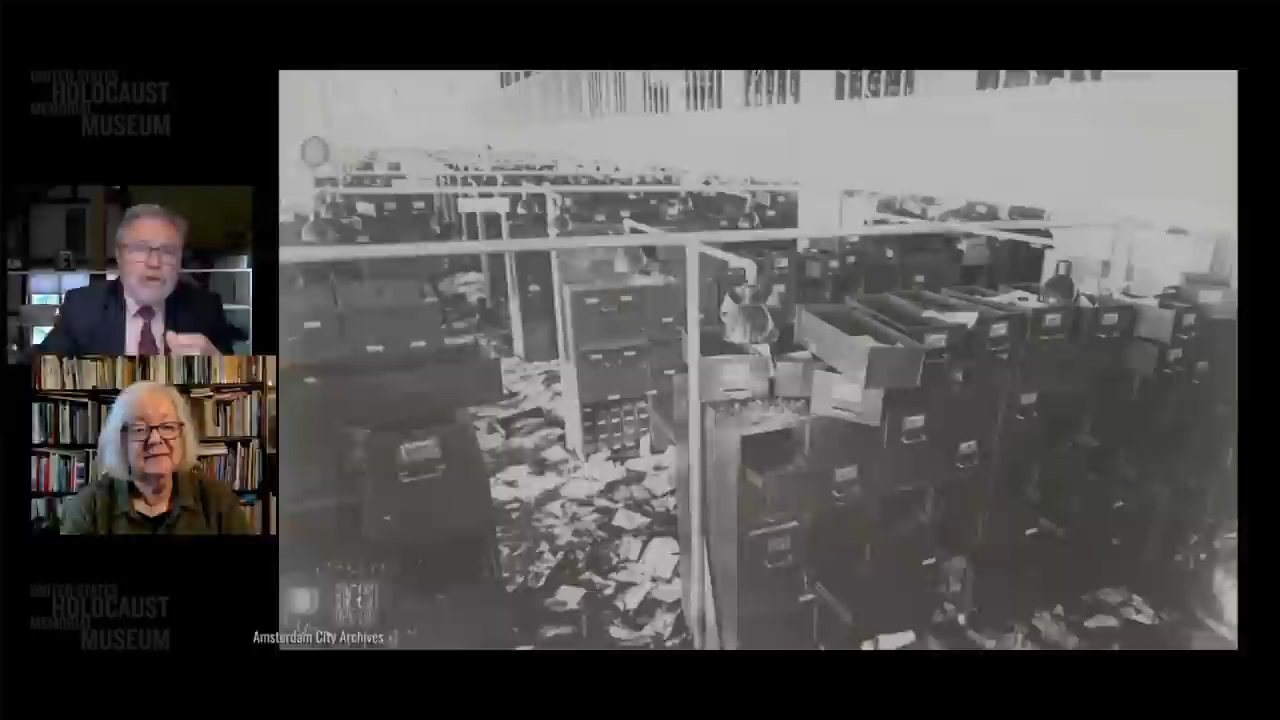 UNITED STATES
HOLOCAUST
MEMORIAL
MUSEUM
UNITED STATES
HOLOCAUST
MEMORIAL
MUSEUM
Amsterdam City Archives